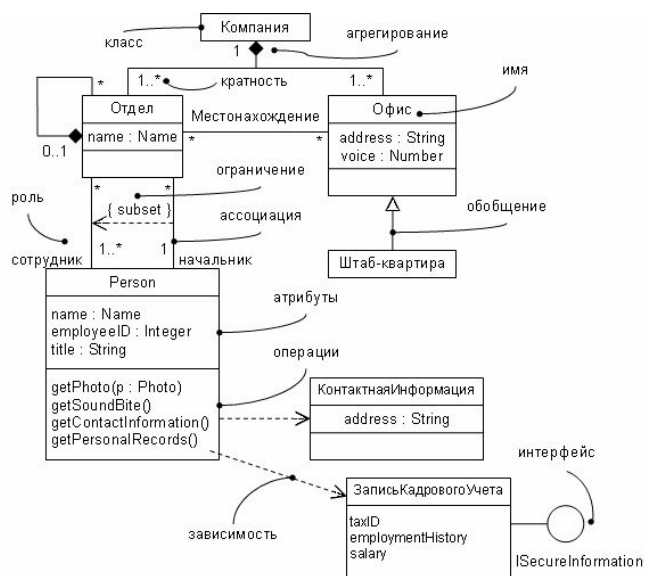 Компания
класс
1
агрегирование
1..*
кратность
1..*
имя
*
Отдел
name : Name
0..1
Местонахождение
*
*
Офис
address : String
voice : Number
*
*
ограничение
{ subset }
роль
ассоциация
обобщение
сотрудник
1..*
1
начальник
Штаб-квартира
Person
name : Name
employeeID : Integer
title : String
атрибуты
операции
getPhoto(p : Photo)
getSoundBite()
getContactInformation()
getPersonalRecords()
КонтактнаяИнформация
address : String
интерфейс
зависимость
ЗаписьКадровогоУчета
taxID
employmentHistory
salary
ISecureInformation